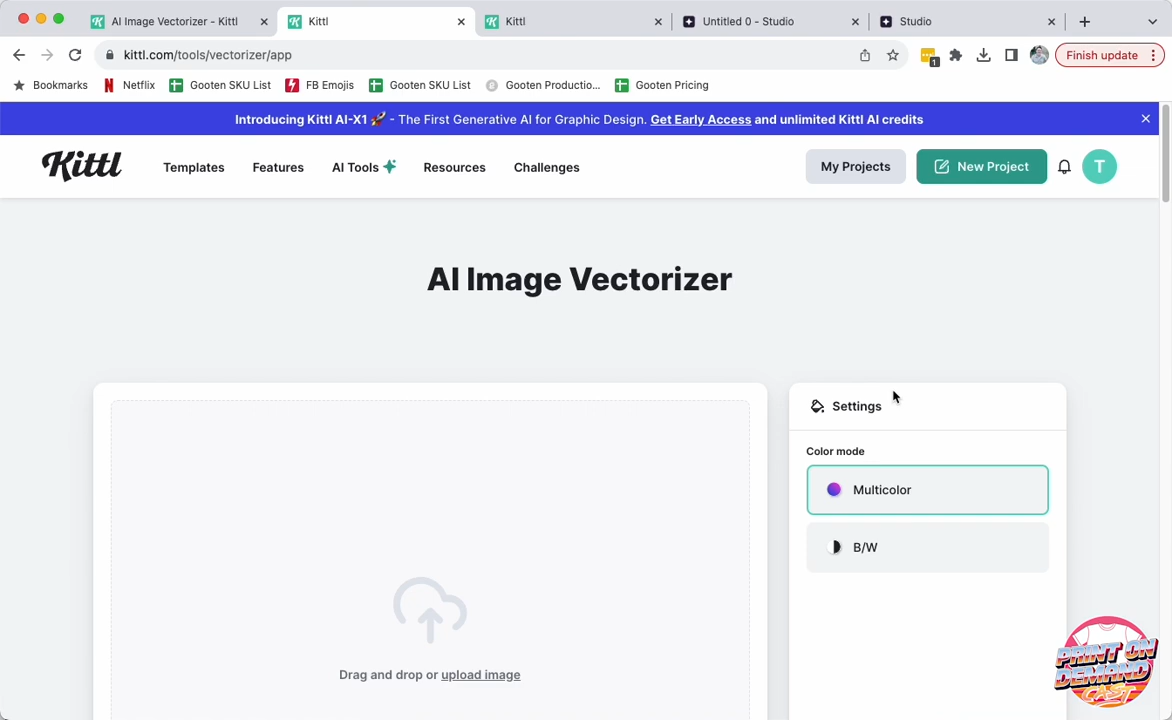 AI Image Vectorizer - Kittl
Kittl
Kittl
Untitled 0 - Studio
Studio
kittl.com/tools/vectorizer/app
1
Finish update
Bookmarks
Netflix
Gooten SKU List
FB Emojis
Gooten SKU List
Gooten Productio...
Gooten Pricing
Introducing Kittl AI-X1 🚀 - The First Generative AI for Graphic Design. Get Early Access and unlimited Kittl AI credits
Kittl
Templates
Features
AI Tools
Resources
Challenges
My Projects
New Project
T
AI Image Vectorizer
Settings
Color mode
Multicolor
B/W
Drag and drop or upload image
PRINT ON
DEMAND
CAST